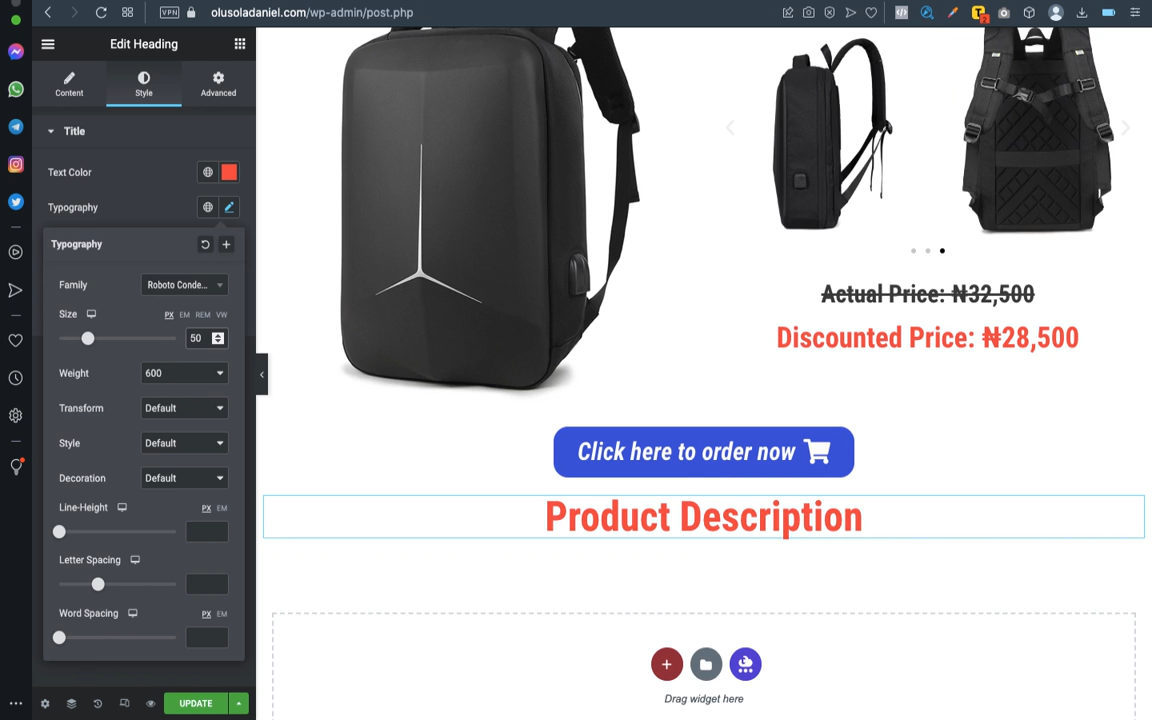 VPN
olusoladaniel.com/wp-admin/post.php
2
Edit Heading
Content
Style
Advanced
Title
Text Color
Typography
Typography
Family
Roboto Conde...
Size
PX EM REM VW
50
Weight
600
Transform
Default
Style
Default
Decoration
Default
Line-Height
PX EM
Letter Spacing
Word Spacing
PX EM
UPDATE
Actual Price: ₦32,500
Discounted Price: ₦28,500
Click here to order now
Product Description
Drag widget here